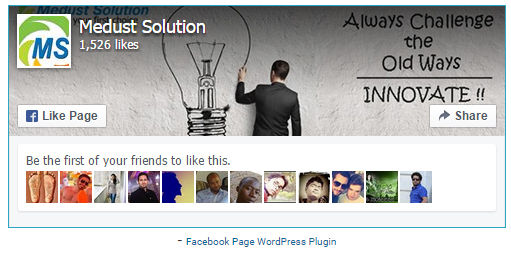 Medust Solution
MS
Medust Solution
1,526 likes
Always Challenge
the
Old Ways
INNOVATE !!
Like Page
Share
Be the first of your friends to like this.
- Facebook Page WordPress Plugin